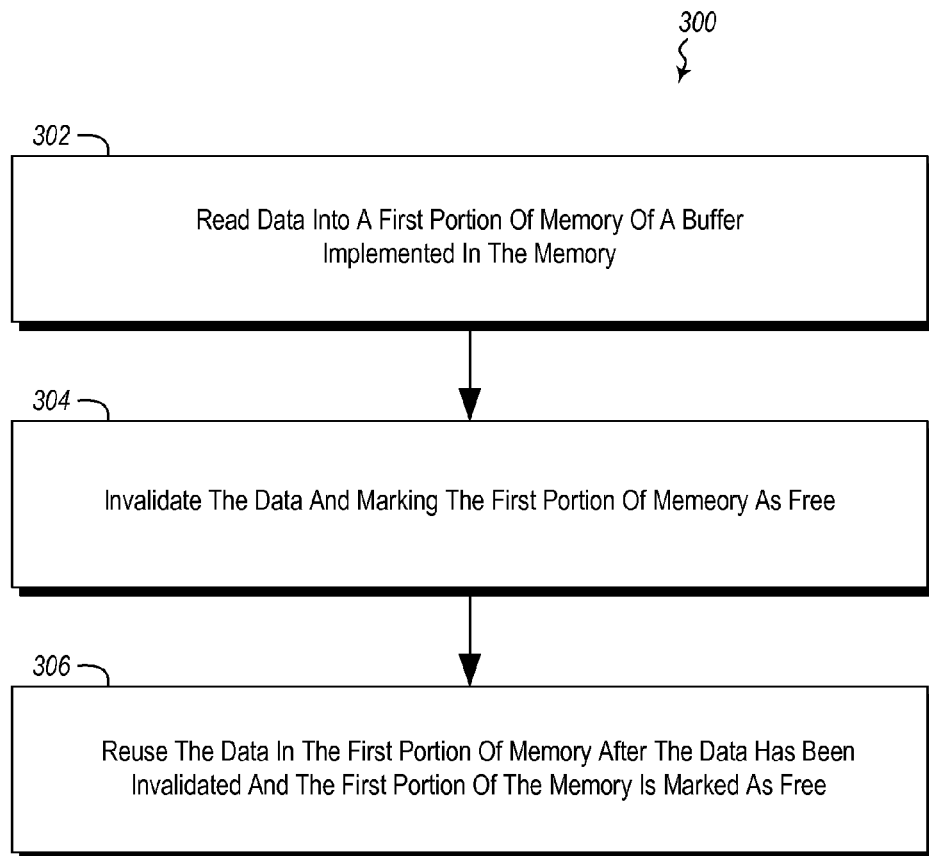 300
302
Read Data Into A First Portion Of Memory Of A Buffer
Implemented In The Memory
304
Invalidate The Data And Marking The First Portion Of Memeory As Free
306
Reuse The Data In The First Portion Of Memory After The Data Has Been
Invalidated And The First Portion Of The Memory Is Marked As Free